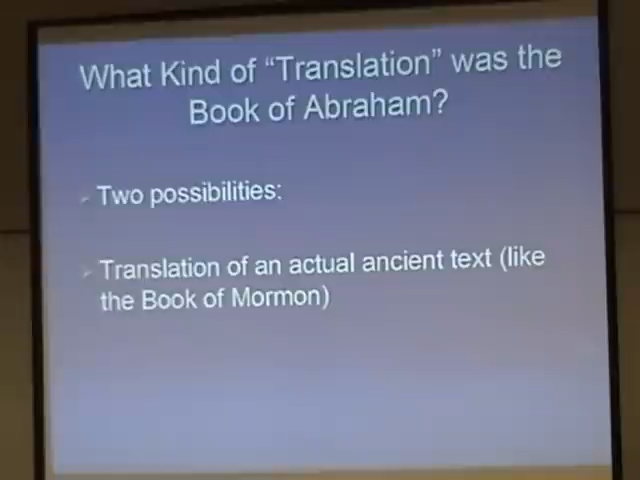 What Kind of “Translation” was the
Book of Abraham?
Two possibilities:
Translation of an actual ancient text (like
the Book of Mormon)